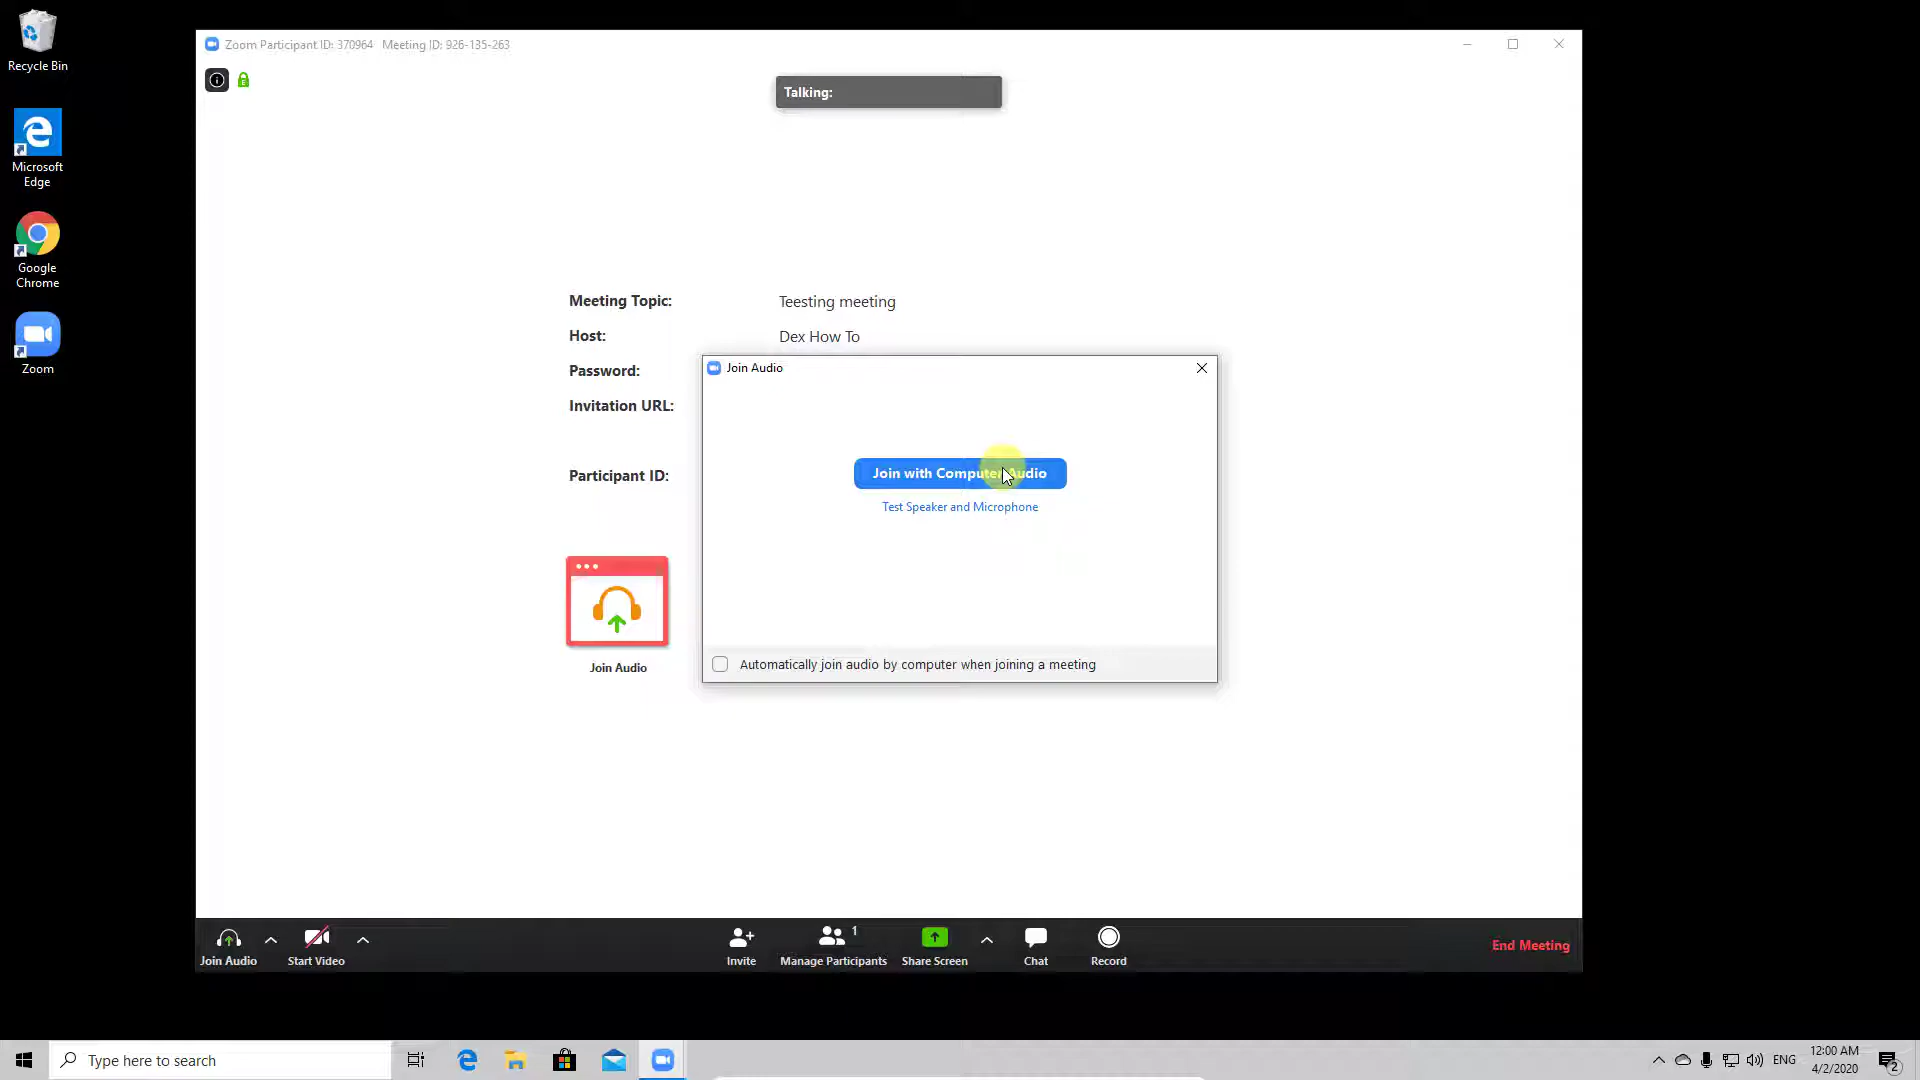 Recycle Bin
Microsoft
Edge
Google
Chrome
Zoom
Zoom Participant ID: 370964 Meeting ID: 926-135-263
Talking:
Meeting Topic: Teesting meeting
Host: Dex How To
Password:
Invitation URL:
Participant ID:
Join Audio
Join Audio
Join with Computer Audio
Test Speaker and Microphone
Automatically join audio by computer when joining a meeting
Join Audio
Start Video
1
Invite
Manage Participants
Share Screen
Chat
Record
End Meeting
Type here to search
ENG
12:00 AM
4/2/2020
2